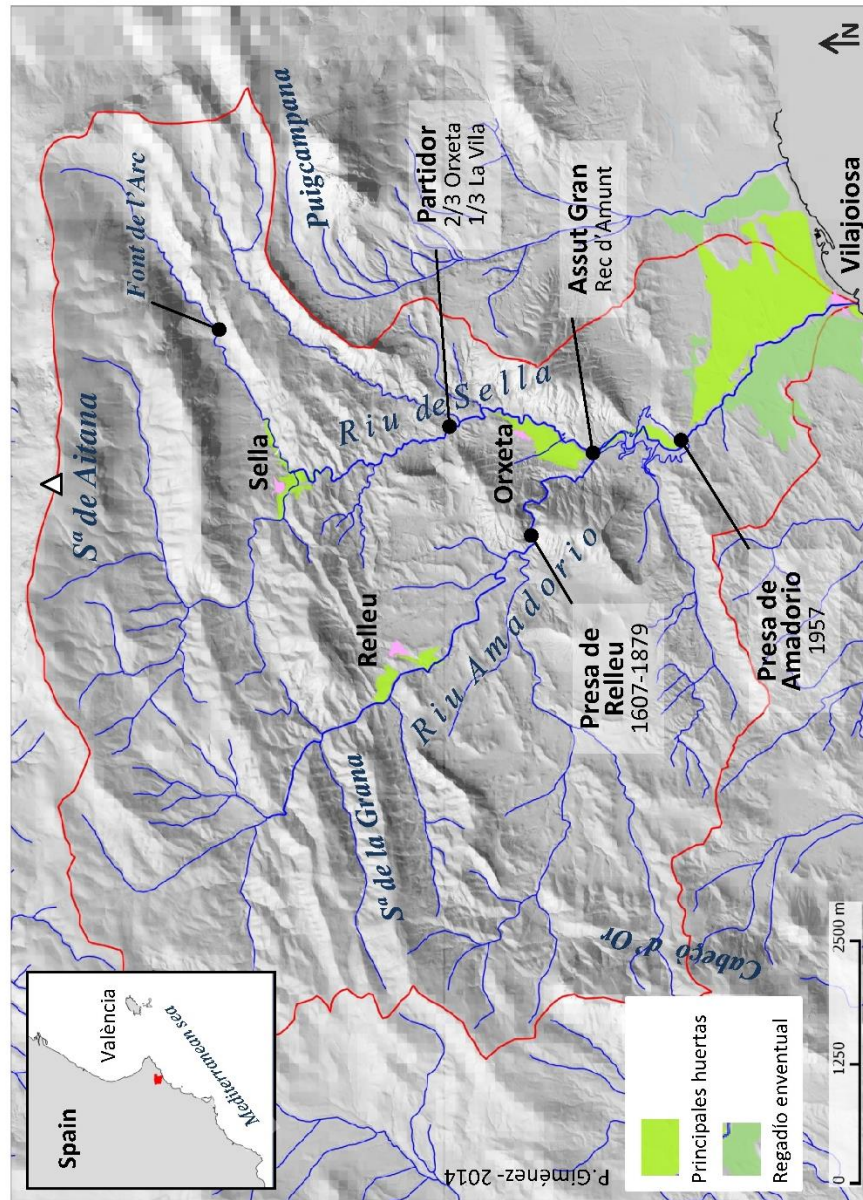 Spain
València
Mediterranean sea
Sª de Aitana
Font de l'Arc
Puigcampana
Sella
Riu de Sella
Partidor
2/3 Orxeta
1/3 La Vila
Relleu
Sª de la Grana
Riu Amadorio
Orxeta
Assut Gran
Rec d'Amunt
Presa de
Relleu
1607-1879
Presa de
Amadorio
1957
Cabeçó d'Or
Vilajoiosa
P.Giménez- 2014
Principales huertas
Regadío enventual
0
1250
2500 m
N